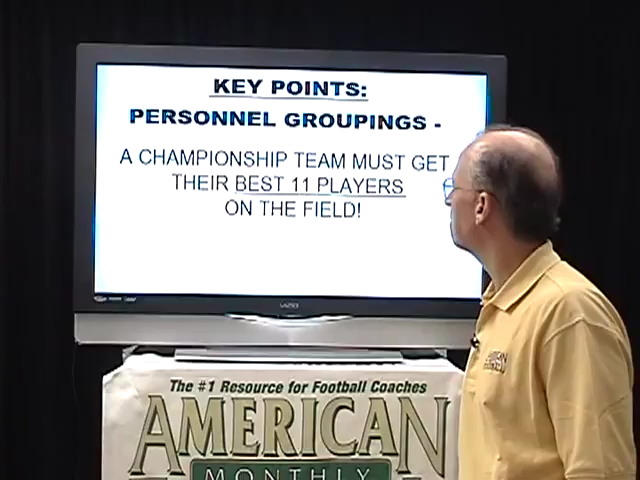 KEY POINTS:
PERSONNEL GROUPINGS -
A CHAMPIONSHIP TEAM MUST GET
THEIR BEST 11 PLAYERS
ON THE FIELD!
The #1 Resource for Football Coaches
AMERICAN
MONTHLY